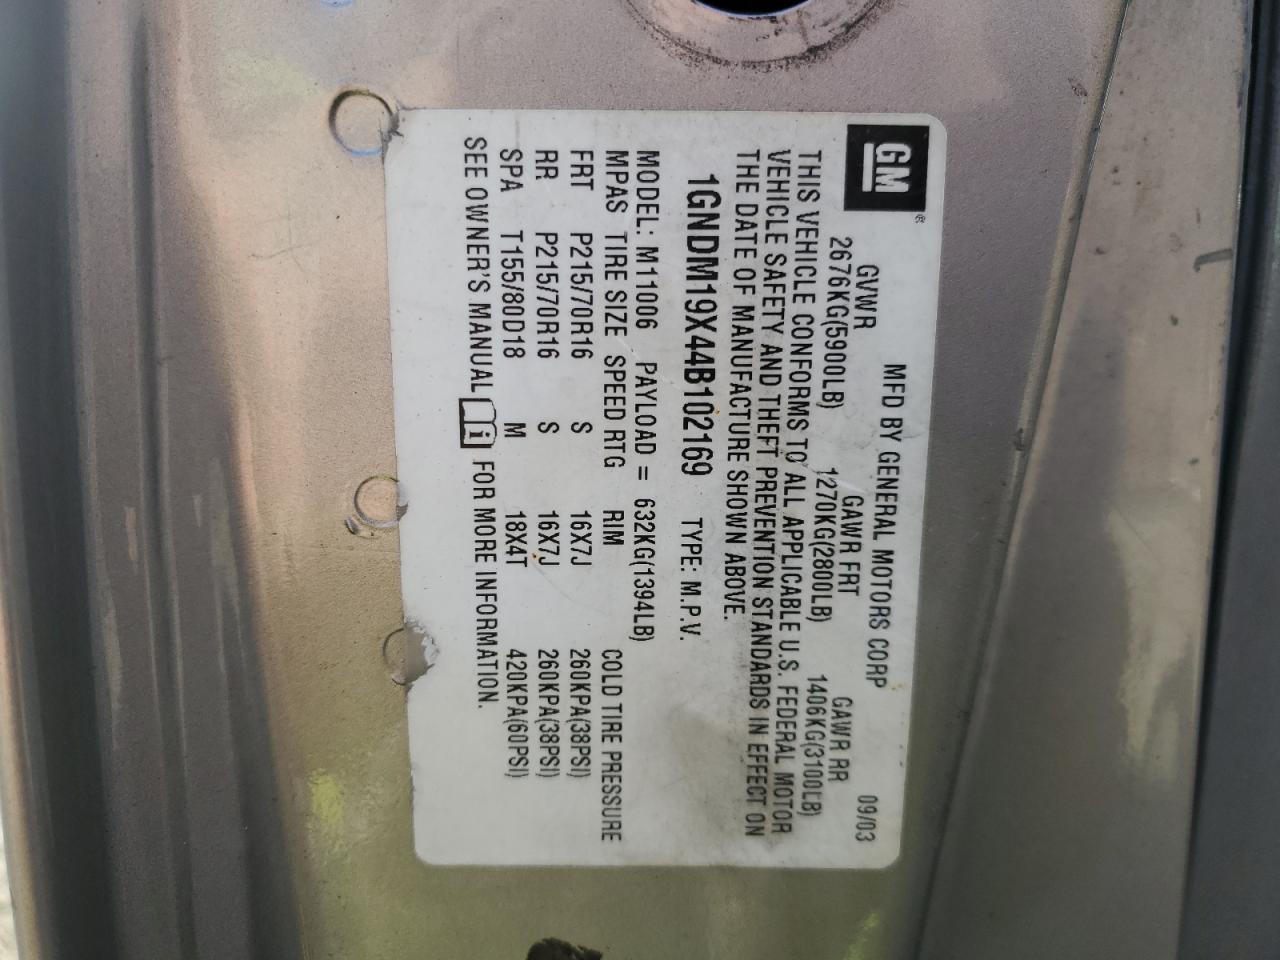 GM®
MFD BY GENERAL MOTORS CORP 09/03
GVWR GAWR FRT GAWR RR
2676KG(5900LB) 1270KG(2800LB) 1406KG(3100LB)
THIS VEHICLE CONFORMS TO ALL APPLICABLE U.S. FEDERAL MOTOR
VEHICLE SAFETY AND THEFT PREVENTION STANDARDS IN EFFECT ON
THE DATE OF MANUFACTURE SHOWN ABOVE.
1GNDM19X44B102169 TYPE: M.P.V.
MODEL: M11006 PAYLOAD = 632KG(1394LB)
MPAS TIRE SIZE SPEED RTG RIM COLD TIRE PRESSURE
FRT P215/70R16 S 16X7J 260KPA(38PSI)
RR P215/70R16 S 16X7J 260KPA(38PSI)
SPA T155/80D18 M 18X4T 420KPA(60PSI)
SEE OWNER'S MANUAL i FOR MORE INFORMATION.